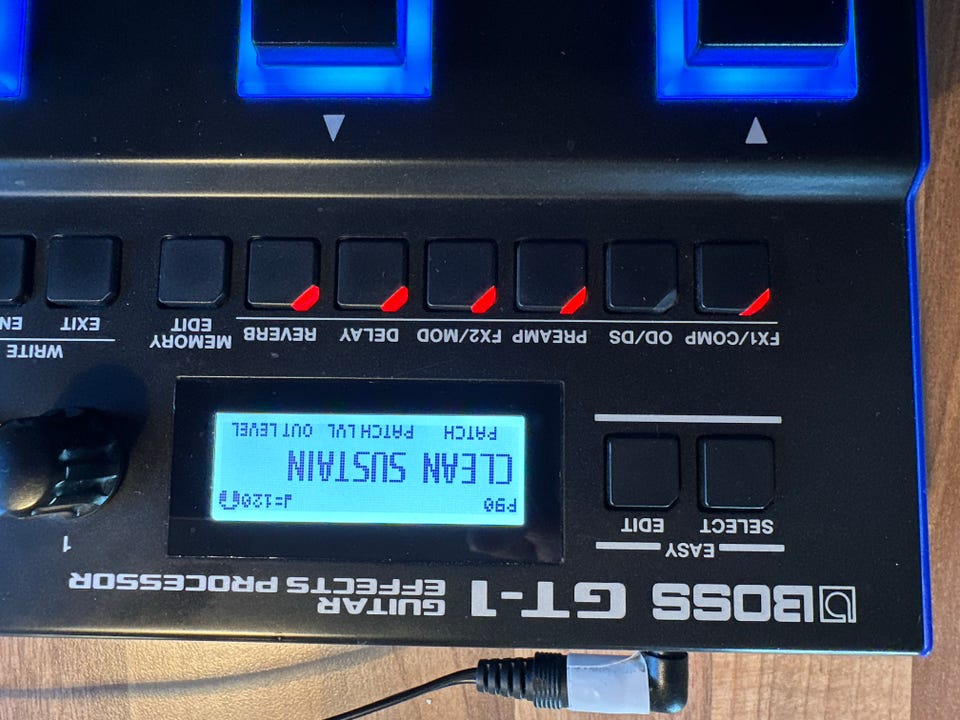 BOSS GT-1 GUITAR
EFFECTS PROCESSOR
EASY
SELECT EDIT
P90 ♩=120
CLEAN SUSTAIN
PATCH PATCH LVL OUT LEVEL
1
FX1/COMP OD/DS PREAMP FX2/MOD DELAY REVERB
MEMORY
EDIT
WRITE
EXIT